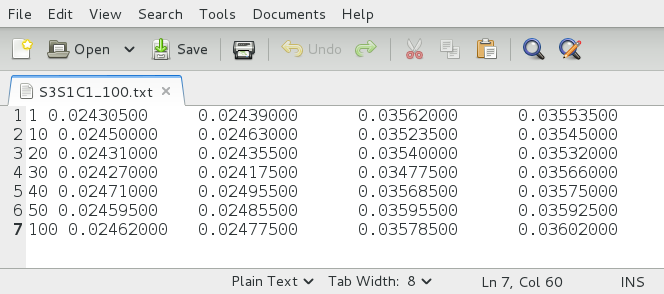 File Edit View Search Tools Documents Help
Open Save Undo
S3S1C1_100.txt
1 1 0.02430500 0.02439000 0.03562000 0.03553500
2 10 0.02450000 0.02463000 0.03523500 0.03545000
3 20 0.02431000 0.02435500 0.03540000 0.03532000
4 30 0.02427000 0.02417500 0.03477500 0.03566000
5 40 0.02471000 0.02495500 0.03568500 0.03575000
6 50 0.02459500 0.02485500 0.03595500 0.03592500
7 100 0.02462000 0.02477500 0.03578500 0.03602000
Plain Text Tab Width: 8 Ln 7, Col 60 INS